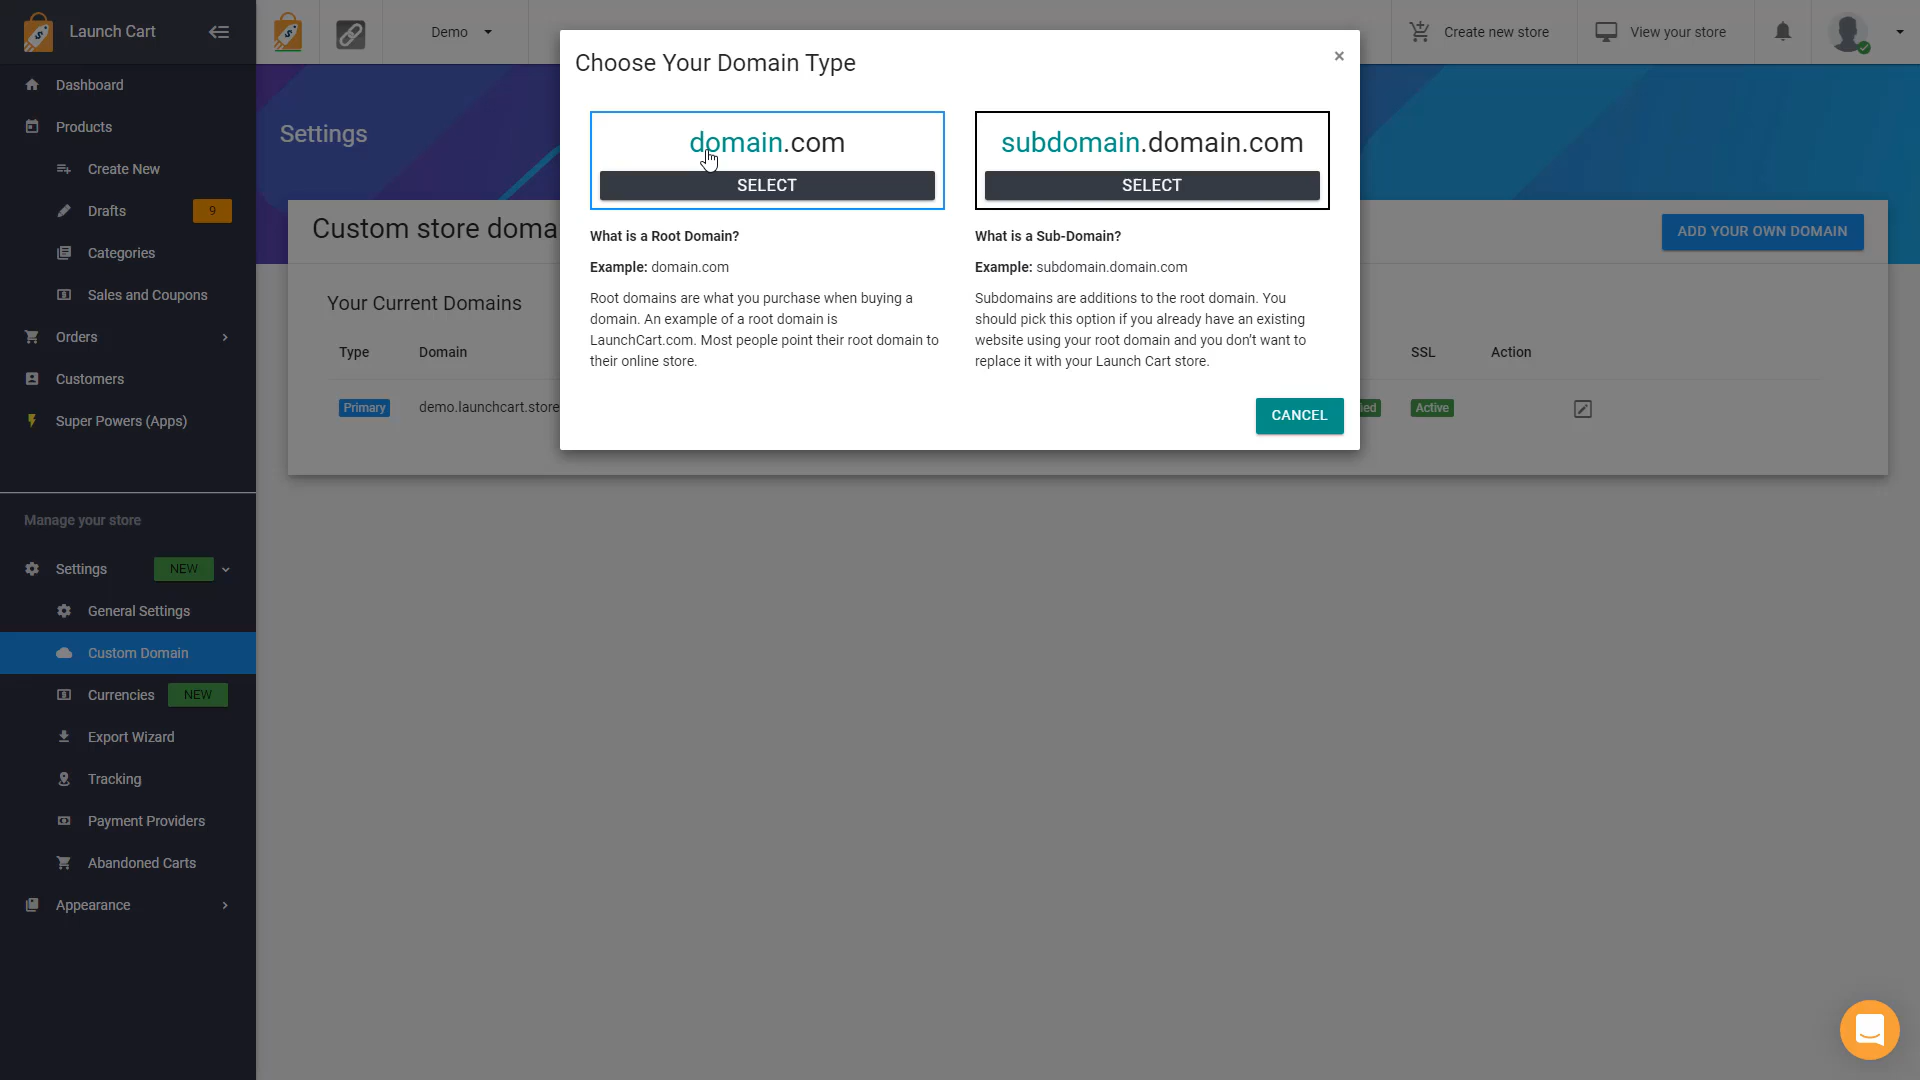 Launch Cart
Demo
Create new store
View your store
Dashboard
Products
Create New
Drafts 9
Categories
Sales and Coupons
Orders
Customers
Super Powers (Apps)
Manage your store
Settings NEW
General Settings
Custom Domain
Currencies NEW
Export Wizard
Tracking
Payment Providers
Abandoned Carts
Appearance
Settings
Custom store doma
ADD YOUR OWN DOMAIN
Your Current Domains
Type Domain SSL Action
Primary demo.launchcart.store ied Active
Choose Your Domain Type
×
domain.com
SELECT
What is a Root Domain?
Example: domain.com
Root domains are what you purchase when buying a
domain. An example of a root domain is
LaunchCart.com. Most people point their root domain to
their online store.
subdomain.domain.com
SELECT
What is a Sub-Domain?
Example: subdomain.domain.com
Subdomains are additions to the root domain. You
should pick this option if you already have an existing
website using your root domain and you don't want to
replace it with your Launch Cart store.
CANCEL